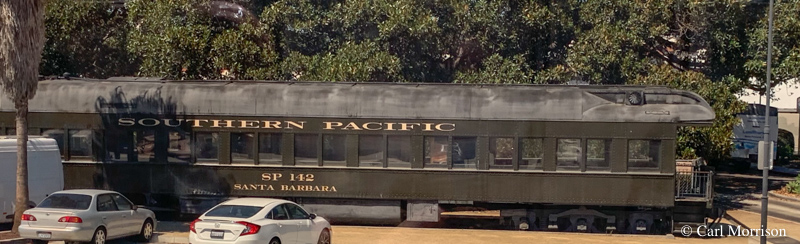 SOUTHERN PACIFIC
SP 142
SANTA BARBARA
© Carl Morrison